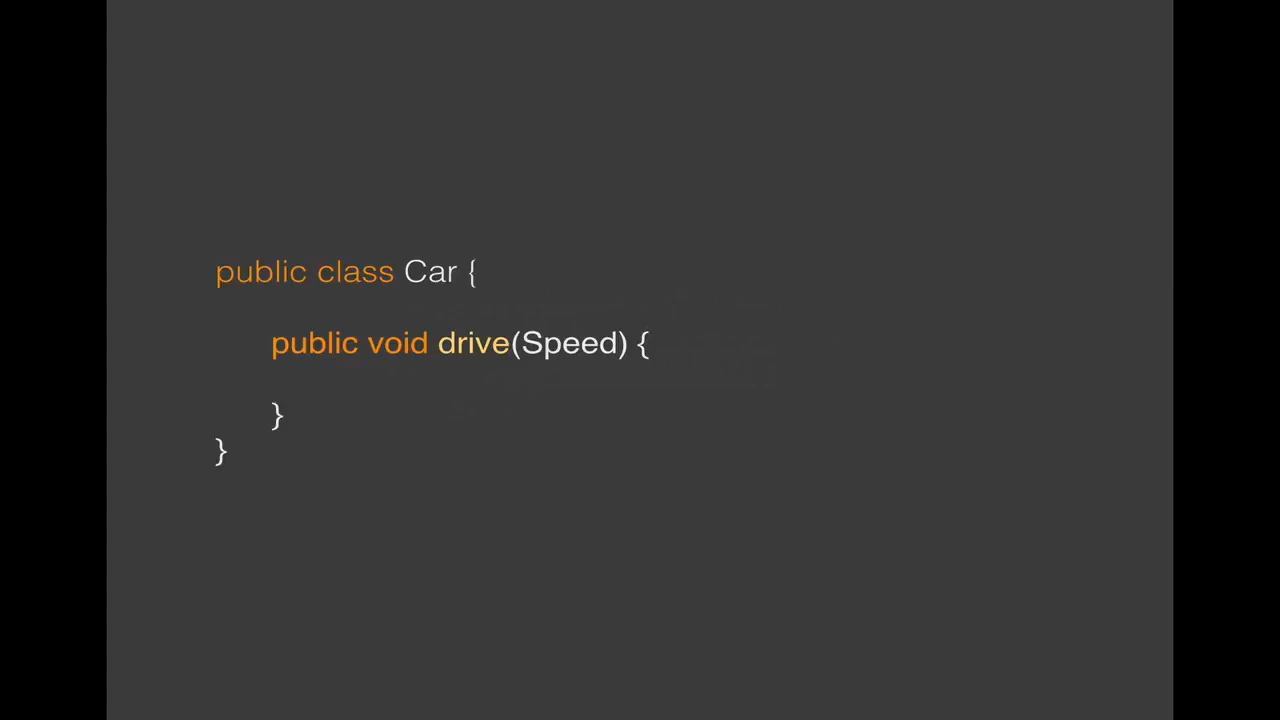 public class Car {
public void drive(Speed) {
}
}